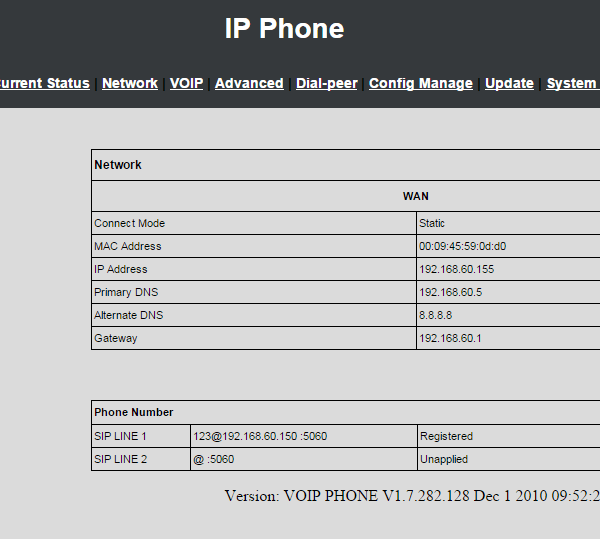 IP Phone
urrent Status | Network | VOIP | Advanced | Dial-peer | Config Manage | Update | System
Network
WAN
Connect Mode Static
MAC Address 00:09:45:59:0d:d0
IP Address 192.168.60.155
Primary DNS 192.168.60.5
Alternate DNS 8.8.8.8
Gateway 192.168.60.1
Phone Number
SIP LINE 1 123@192.168.60.150 :5060 Registered
SIP LINE 2 @ :5060 Unapplied
Version: VOIP PHONE V1.7.282.128 Dec 1 2010 09:52:2